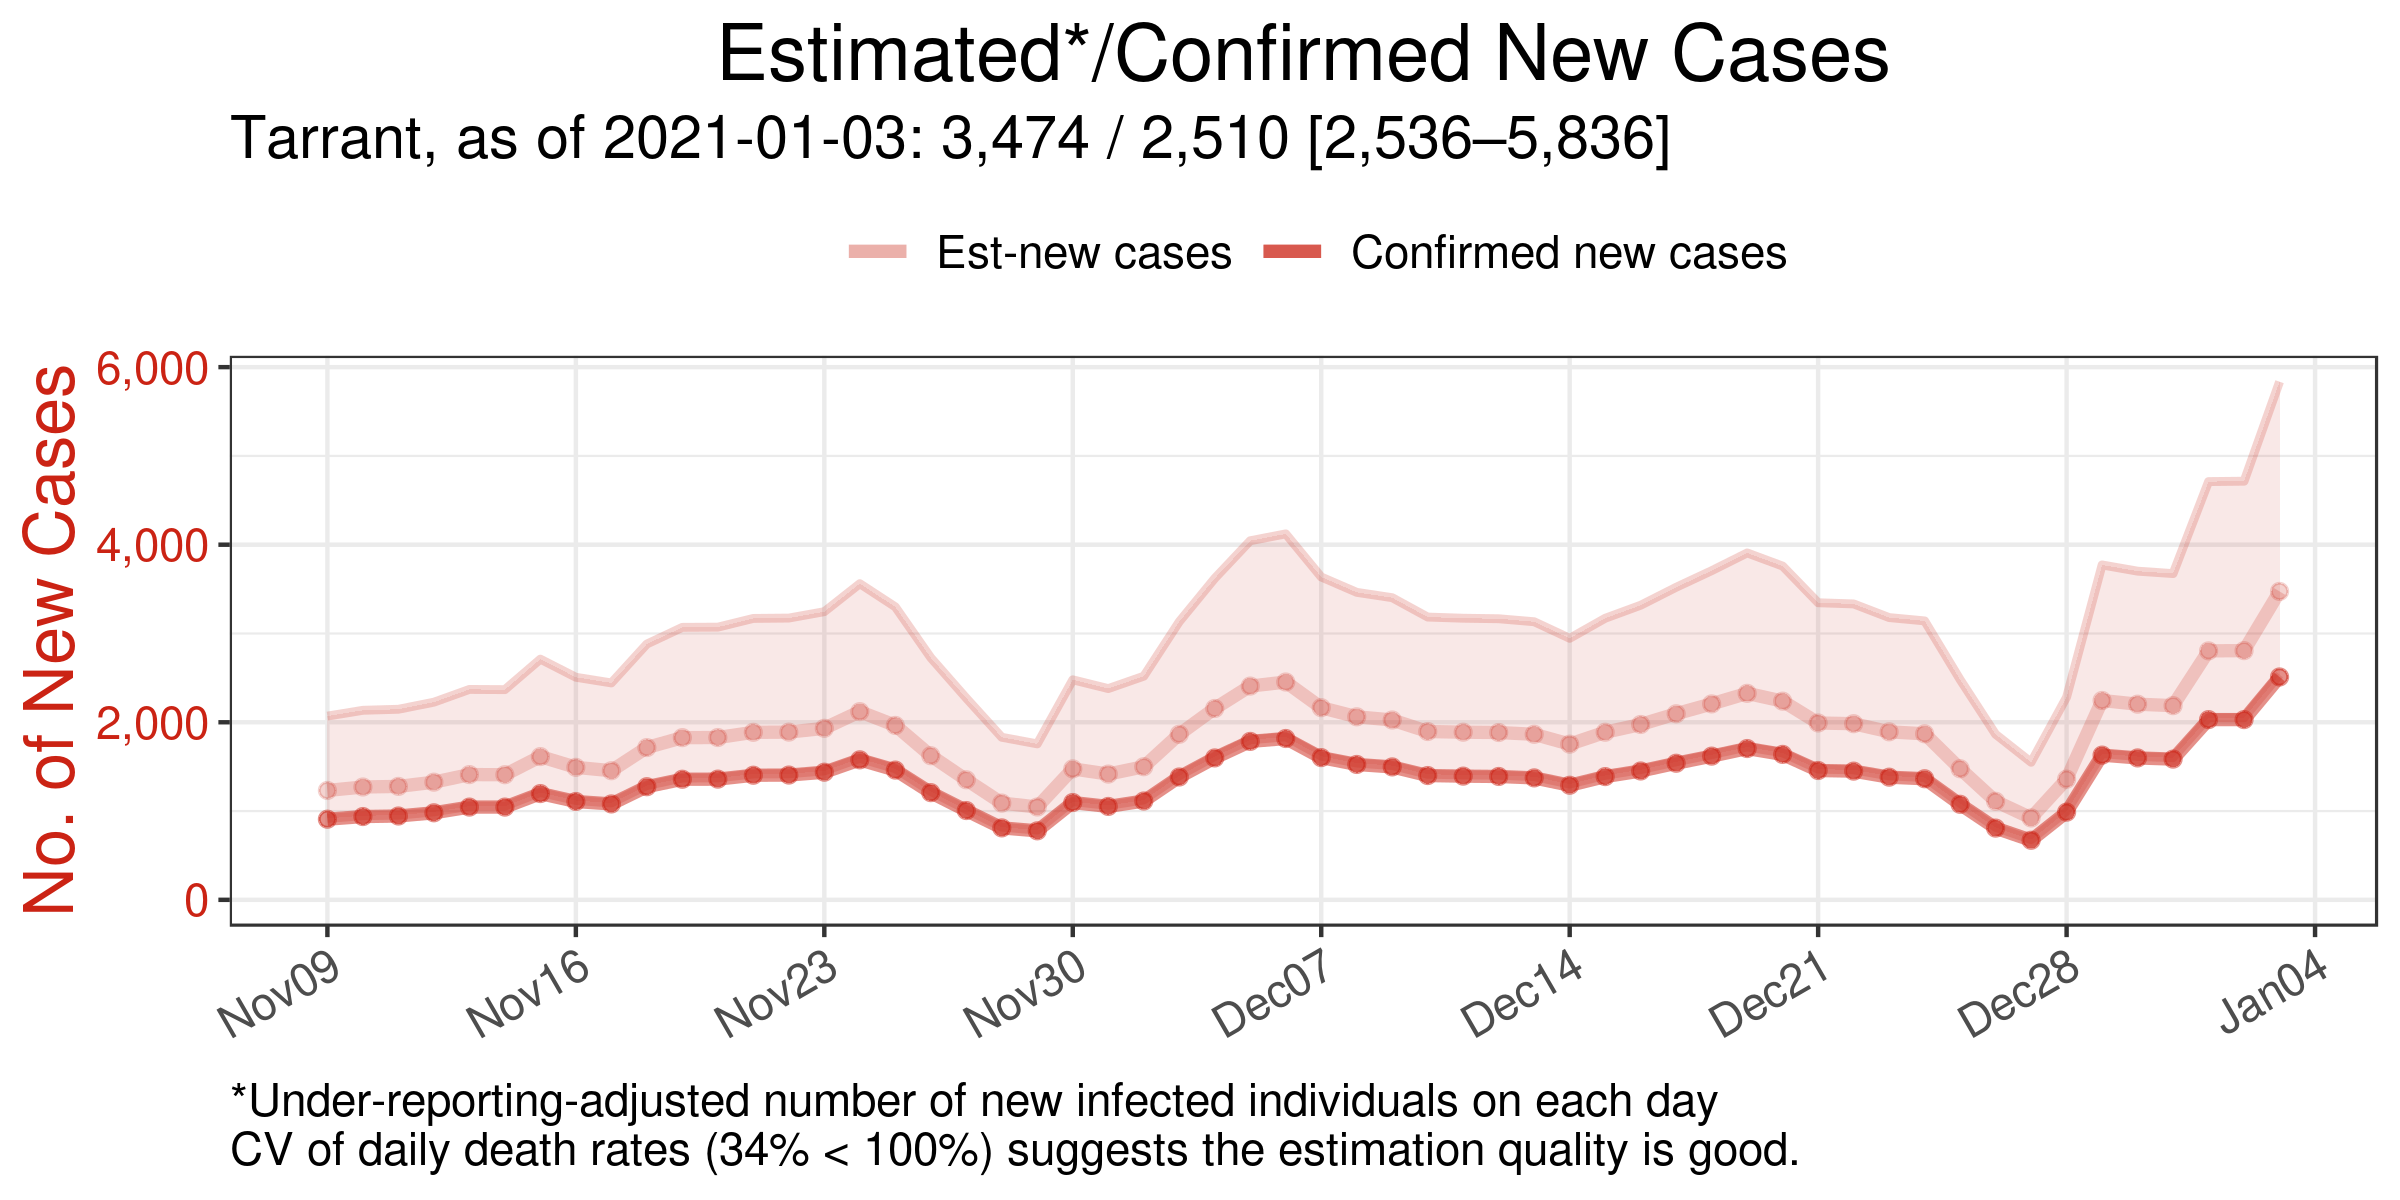 Estimated*/Confirmed New Cases
Tarrant, as of 2021-01-03: 3,474 / 2,510 [2,536–5,836]
Est-new cases
Confirmed new cases
No. of New Cases
6,000
4,000
2,000
0
Nov09
Nov16
Nov23
Nov30
Dec07
Dec14
Dec21
Dec28
Jan04
*Under-reporting-adjusted number of new infected individuals on each day
CV of daily death rates (34% < 100%) suggests the estimation quality is good.